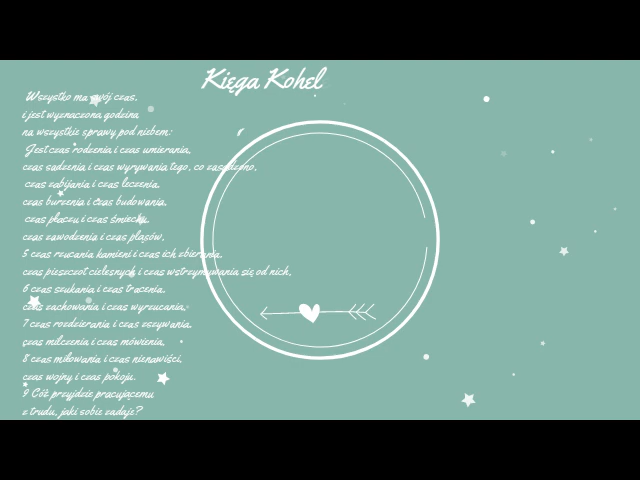 Kięga Kohel
Wszystko ma swój czas,
i jest wyznaczona godzina
na wszystkie sprawy pod niebem:
Jest czas rodzenia i czas umierania,
czas sadzenia i czas wyrywania tego, co zasadzono,
czas zabijania i czas leczenia,
czas burzenia i czas budowania,
czas płaczu i czas śmiechu,
czas zawodzenia i czas pląsów,
5 czas rzucania kamieni i czas ich zbierania,
czas pieszczot cielesnych i czas wstrzymywania się od nich,
6 czas szukania i czas tracenia,
czas zachowania i czas wyrzucania,
7 czas rozdzierania i czas zszywania,
czas milczenia i czas mówienia,
8 czas miłowania i czas nienawiści,
czas wojny i czas pokoju.
9 Cóż przyjdzie pracującemu
z trudu, jaki sobie zadaje?